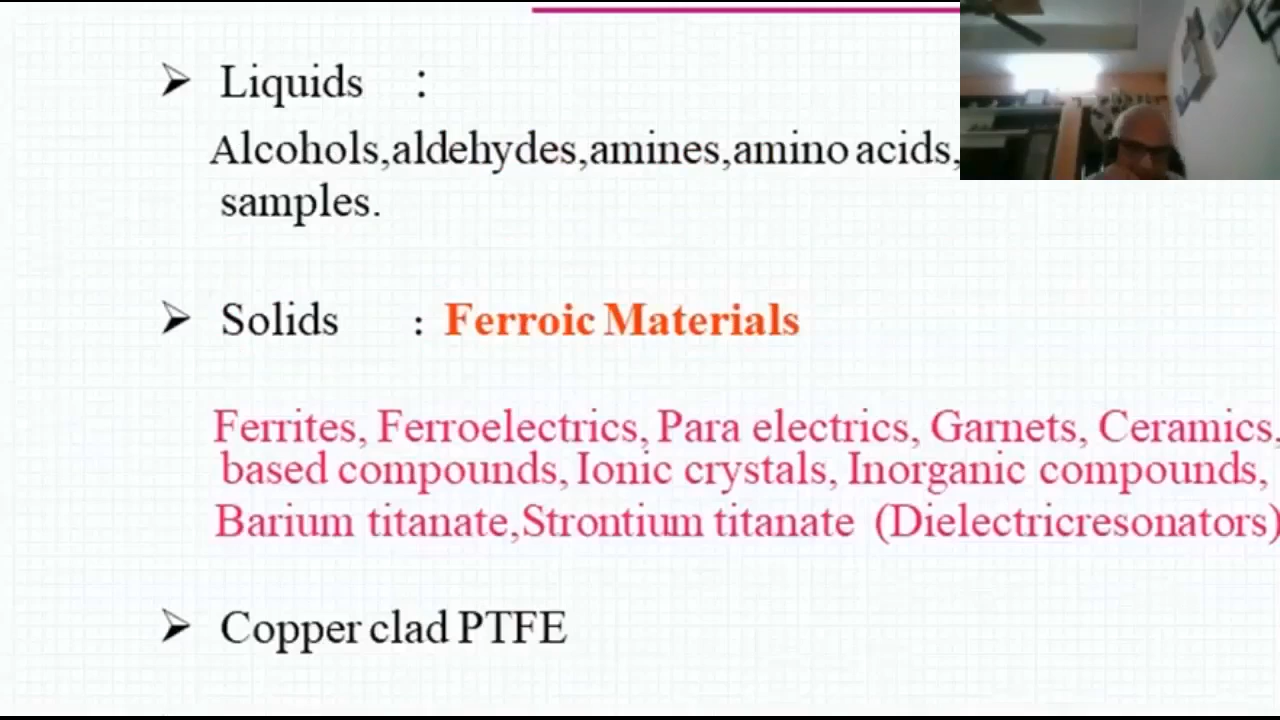 Liquids :
Alcohols,aldehydes,amines,amino acids,
samples.
Solids : Ferroic Materials
Ferrites, Ferroelectrics, Para electrics, Garnets, Ceramics,
based compounds, Ionic crystals, Inorganic compounds,
Barium titanate,Strontium titanate (Dielectricresonators)
Copper clad PTFE